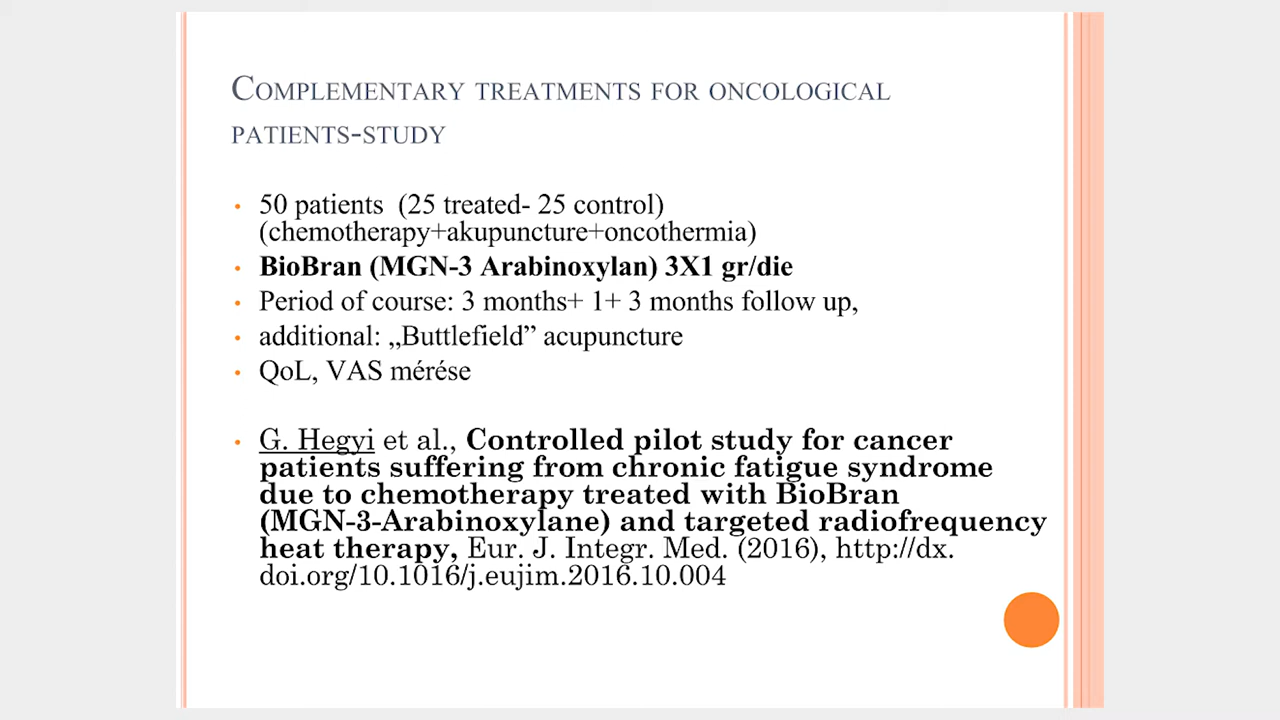 COMPLEMENTARY TREATMENTS FOR ONCOLOGICAL
PATIENTS-STUDY
• 50 patients (25 treated- 25 control)
(chemotherapy+akupuncture+oncothermia)
• BioBran (MGN-3 Arabinoxylan) 3X1 gr/die
• Period of course: 3 months+ 1+ 3 months follow up,
• additional: „Buttlefield” acupuncture
• QoL, VAS mérése
• G. Hegyi et al., Controlled pilot study for cancer
patients suffering from chronic fatigue syndrome
due to chemotherapy treated with BioBran
(MGN-3-Arabinoxylane) and targeted radiofrequency
heat therapy, Eur. J. Integr. Med. (2016), http://dx.
doi.org/10.1016/j.eujim.2016.10.004